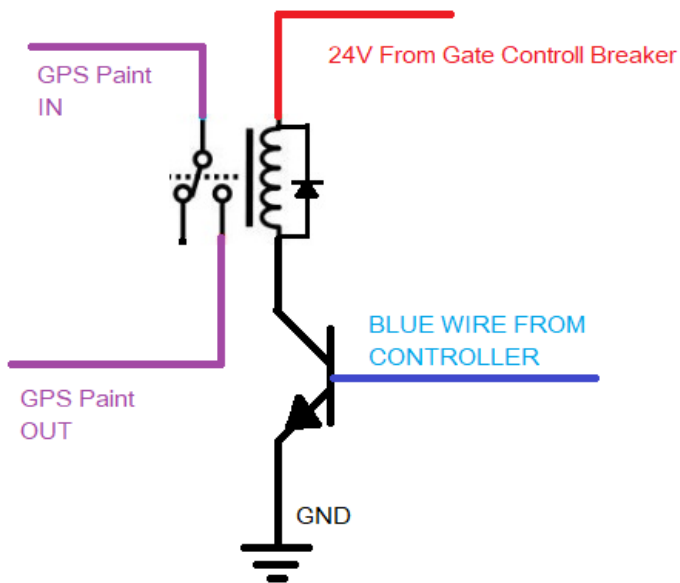 24V From Gate Controll Breaker
GPS Paint
IN
BLUE WIRE FROM
CONTROLLER
GPS Paint
OUT
GND